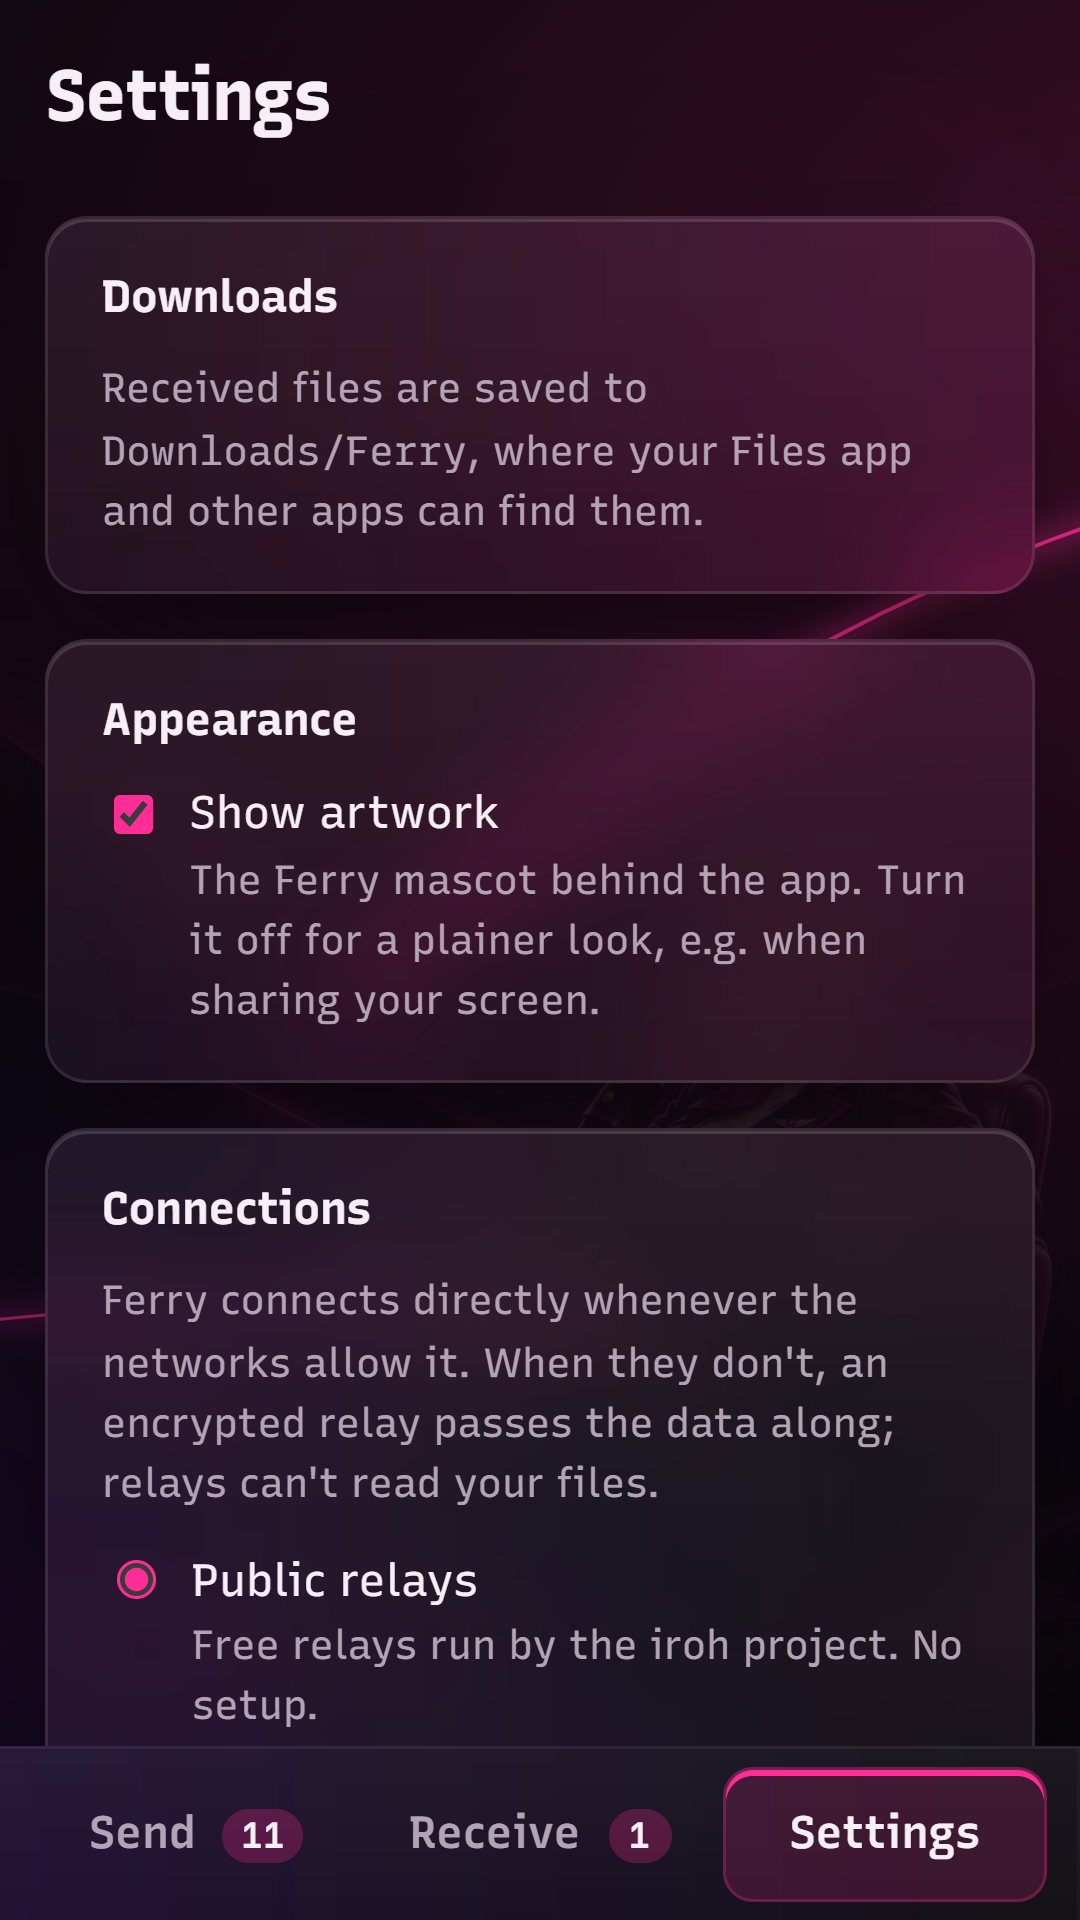 Settings
Downloads
Received files are saved to
Downloads/Ferry, where your Files app
and other apps can find them.
Appearance
Show artwork
The Ferry mascot behind the app. Turn
it off for a plainer look, e.g. when
sharing your screen.
Connections
Ferry connects directly whenever the
networks allow it. When they don't, an
encrypted relay passes the data along;
relays can't read your files.
Public relays
Free relays run by the iroh project. No
setup.
Send 11 Receive 1 Settings